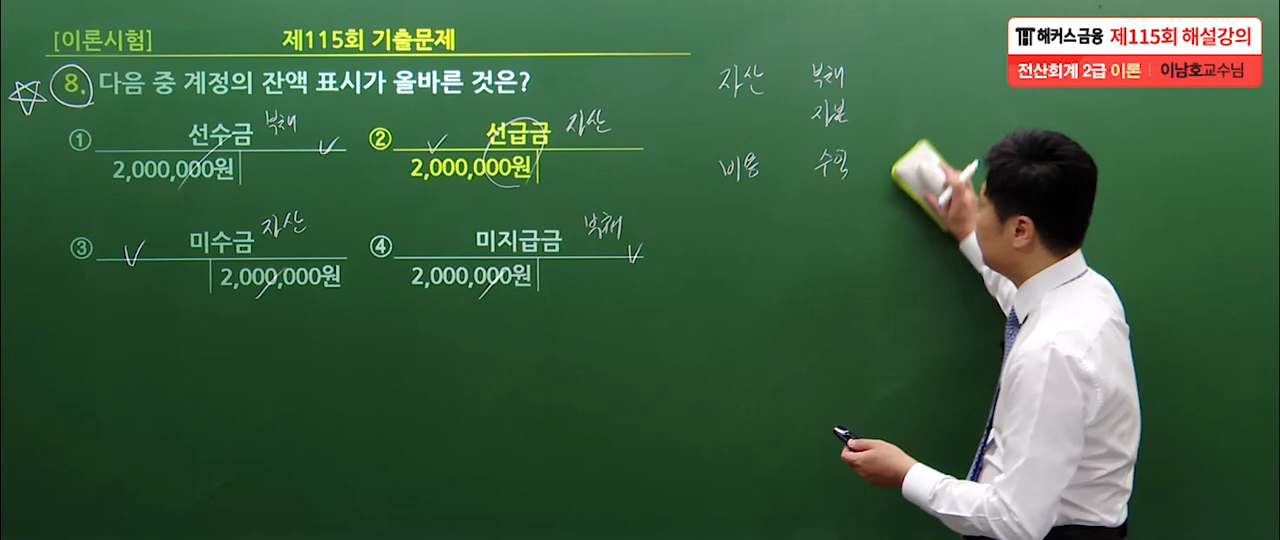 [이론시험] 제115회 기출문제
8. 다음 중 계정의 잔액 표시가 올바른 것은?
① 선수금 부채
2,000,000원
② 선급금 자산
2,000,000원
③ 미수금 자산
2,000,000원
④ 미지급금 부채
2,000,000원
자산 부채
자본
비용 수익
해커스금융 제115회 해설강의
전산회계 2급 이론 | 이남호교수님